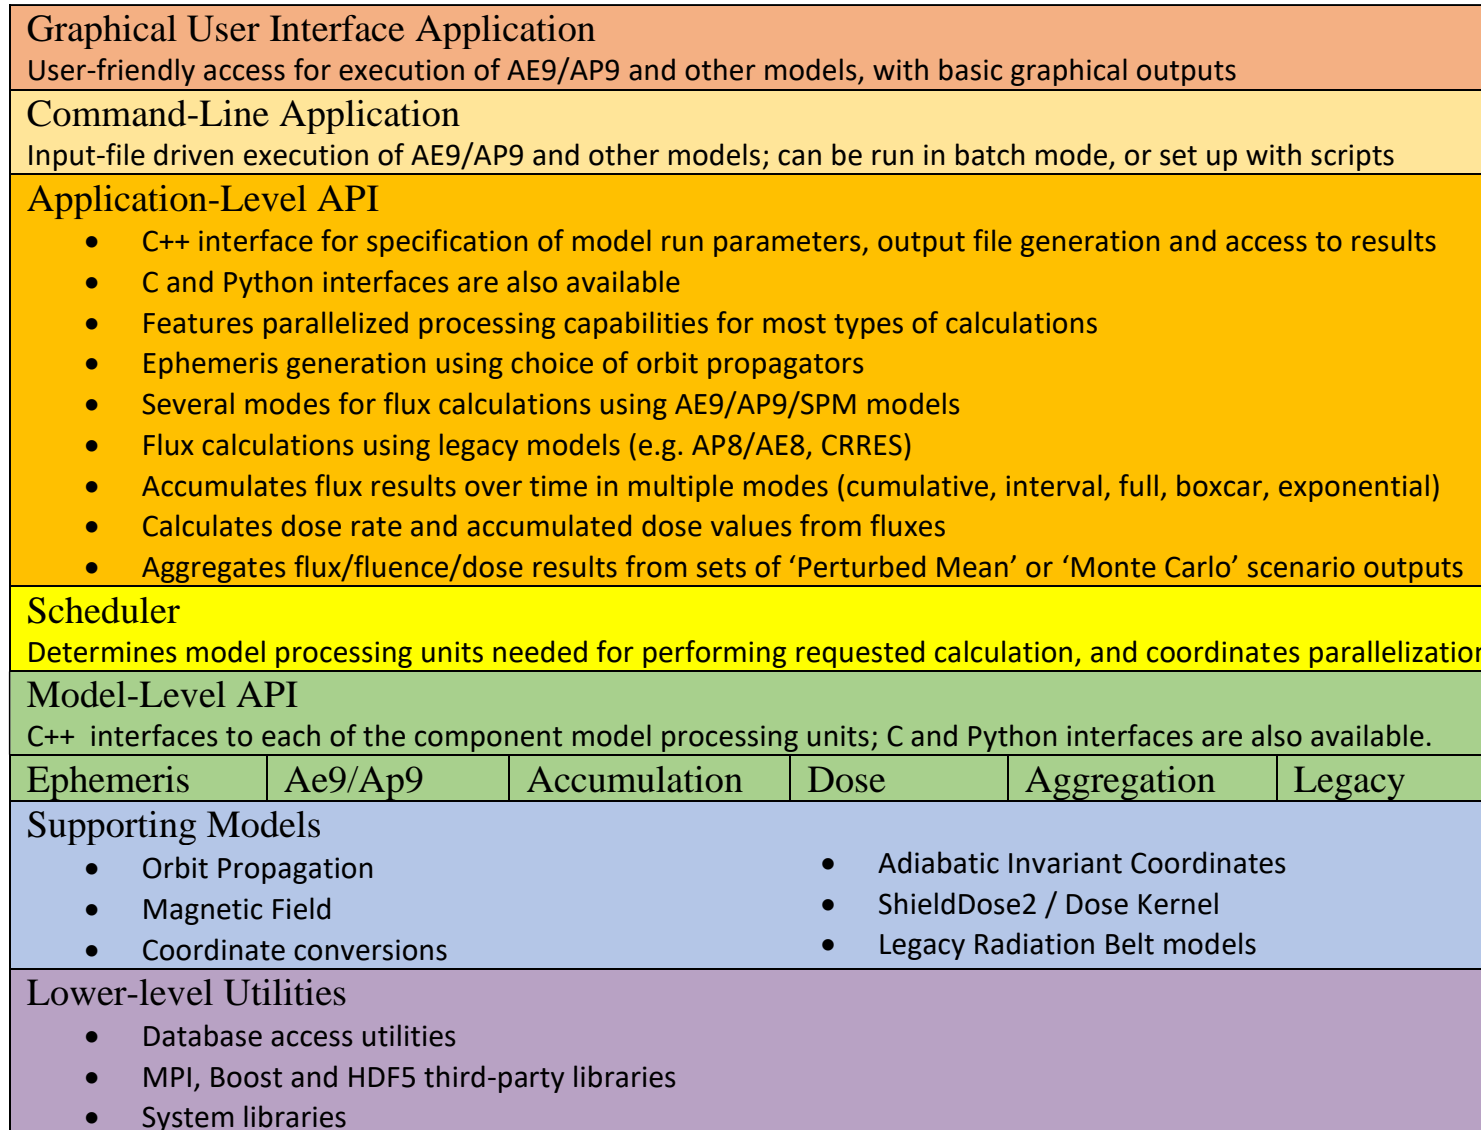 Graphical User Interface Application
User-friendly access for execution of AE9/AP9 and other models, with basic graphical outputs
Command-Line Application
Input-file driven execution of AE9/AP9 and other models; can be run in batch mode, or set up with scripts
Application-Level API
• C++ interface for specification of model run parameters, output file generation and access to results
• C and Python interfaces are also available
• Features parallelized processing capabilities for most types of calculations
• Ephemeris generation using choice of orbit propagators
• Several modes for flux calculations using AE9/AP9/SPM models
• Flux calculations using legacy models (e.g. AP8/AE8, CRRES)
• Accumulates flux results over time in multiple modes (cumulative, interval, full, boxcar, exponential)
• Calculates dose rate and accumulated dose values from fluxes
• Aggregates flux/fluence/dose results from sets of ‘Perturbed Mean’ or ‘Monte Carlo’ scenario outputs
Scheduler
Determines model processing units needed for performing requested calculation, and coordinates parallelization
Model-Level API
C++ interfaces to each of the component model processing units; C and Python interfaces are also available.
Ephemeris Ae9/Ap9 Accumulation Dose Aggregation Legacy
Supporting Models
• Orbit Propagation
• Magnetic Field
• Coordinate conversions
• Adiabatic Invariant Coordinates
• ShieldDose2 / Dose Kernel
• Legacy Radiation Belt models
Lower-level Utilities
• Database access utilities
• MPI, Boost and HDF5 third-party libraries
• System libraries